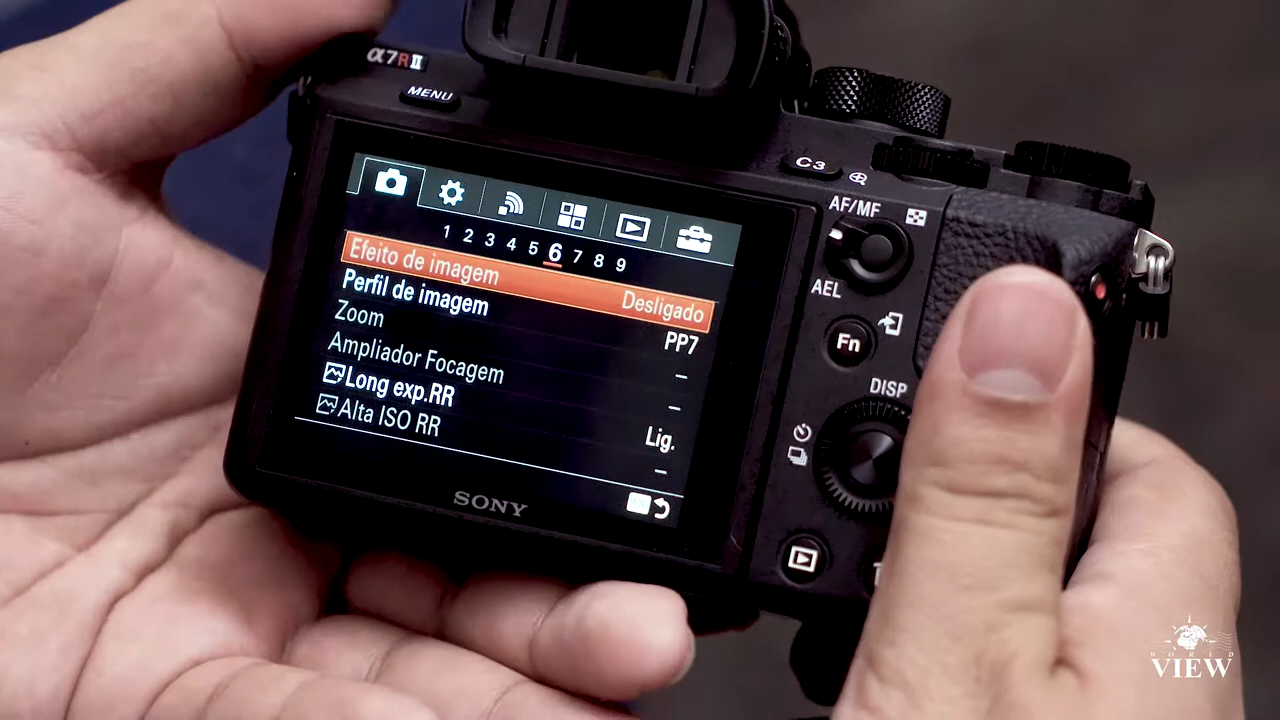 α7RII
MENU
C3
AF/MF
1 2 3 4 5 6 7 8 9
Efeito de imagem Desligado
Perfil de imagem PP7
Zoom –
Ampliador Focagem –
Long exp.RR Lig.
Alta ISO RR –
AEL
Fn
DISP
SONY
WORLD
VIEW